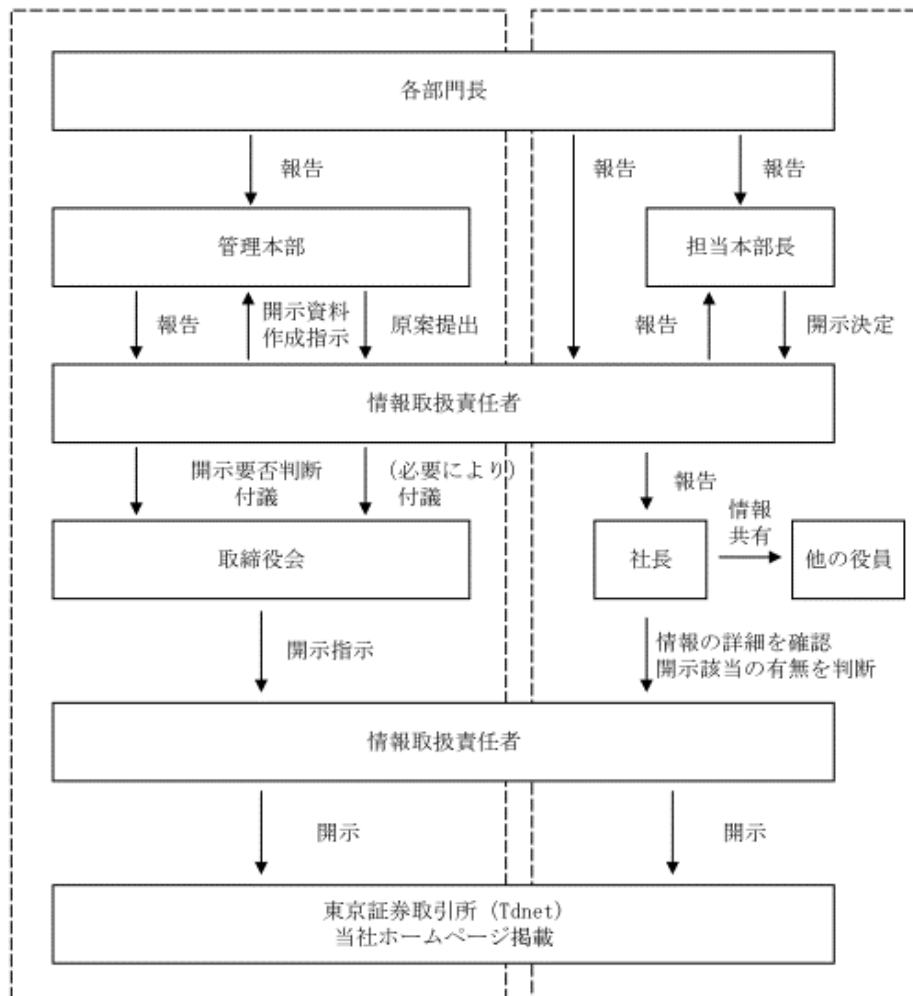 各部門長
報告
報告
報告
管理本部
担当本部長
報告
開示資料
作成指示
原案提出
報告
開示決定
情報取扱責任者
開示要否判断
付議
(必要により)
付議
報告
取締役会
社長
情報
共有
他の役員
開示指示
情報の詳細を確認
開示該当の有無を判断
情報取扱責任者
開示
開示
東京証券取引所 (Tdnet)
当社ホームページ掲載